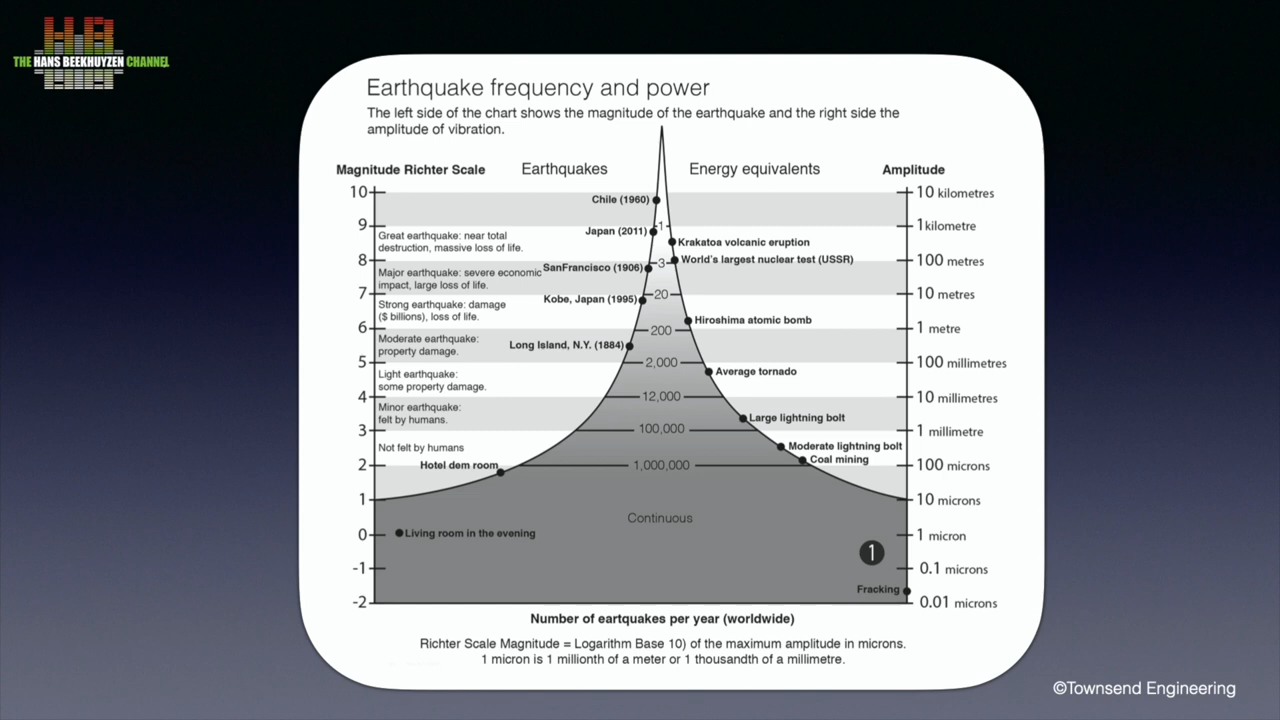 THE HANS BEEKHUYZEN CHANNEL
Earthquake frequency and power
The left side of the chart shows the magnitude of the earthquake and the right side the
amplitude of vibration.
Magnitude Richter Scale
Earthquakes
Energy equivalents
Amplitude
10
Chile (1960)
10 kilometres
9
Great earthquake: near total
destruction, massive loss of life.
Japan (2011)
1
Krakatoa volcanic eruption
1kilometre
8
Major earthquake: severe economic
impact, large loss of life.
SanFrancisco (1906)
3
World's largest nuclear test (USSR)
100 metres
7
Strong earthquake: damage
($ billions), loss of life.
Kobe, Japan (1995)
20
Hiroshima atomic bomb
10 metres
6
Moderate earthquake:
property damage.
Long Island, N.Y. (1884)
200
1 metre
5
Light earthquake:
some property damage.
2,000
Average tornado
100 millimetres
4
Minor earthquake:
felt by humans.
12,000
Large lightning bolt
10 millimetres
3
Not felt by humans
100,000
Moderate lightning bolt
Coal mining
1 millimetre
2
Hotel dem room
1,000,000
100 microns
1
Continuous
10 microns
0
Living room in the evening
1 micron
1
-1
0.1 microns
Fracking
-2
0.01 microns
Number of eartquakes per year (worldwide)
Richter Scale Magnitude = Logarithm Base 10) of the maximum amplitude in microns.
1 micron is 1 millionth of a meter or 1 thousandth of a millimetre.
©Townsend Engineering